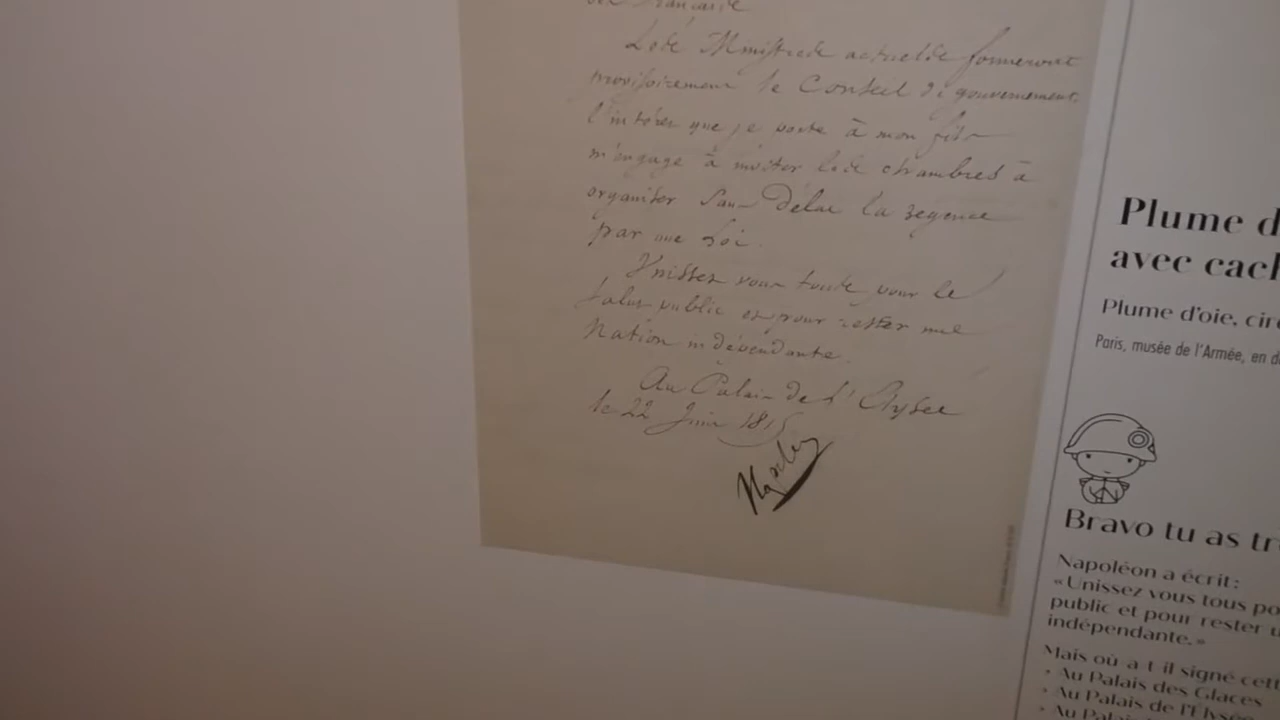 Les Ministres actuels formeront
provisoirement le Conseil de gouvernement.
l'intérêt que je porte à mon fils
m'engage à inviter les chambres à
organiser sans délai la régence
par une loi.
Unissez vous tous pour le
salut public et pour rester une
Nation indépendante.
Au Palais de l'Elysée
le 22 Juin 1815
Plume d
avec cach
Plume d'oie, cire
Paris, musée de l'Armée, en d
Bravo tu as tr
Napoléon a écrit :
« Unissez vous tous po
public et pour rester u
indépendante. »
Mais où a t il signé cett
• Au Palais des Glaces
• Au Palais de l'Élysée
• Au Pala